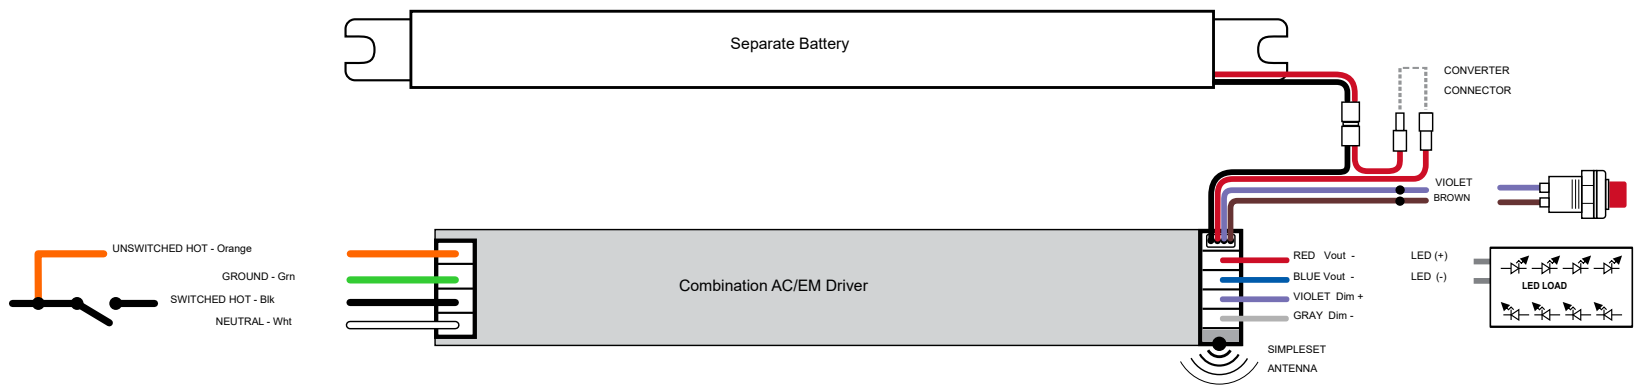 Separate Battery
CONVERTER
CONNECTOR
VIOLET
BROWN
UNSWITCHED HOT - Orange
GROUND - Grn
SWITCHED HOT - Blk
NEUTRAL - Wht
Combination AC/EM Driver
RED Vout -
BLUE Vout -
VIOLET Dim +
GRAY Dim -
LED (+)
LED (-)
LED LOAD
SIMPLESET
ANTENNA